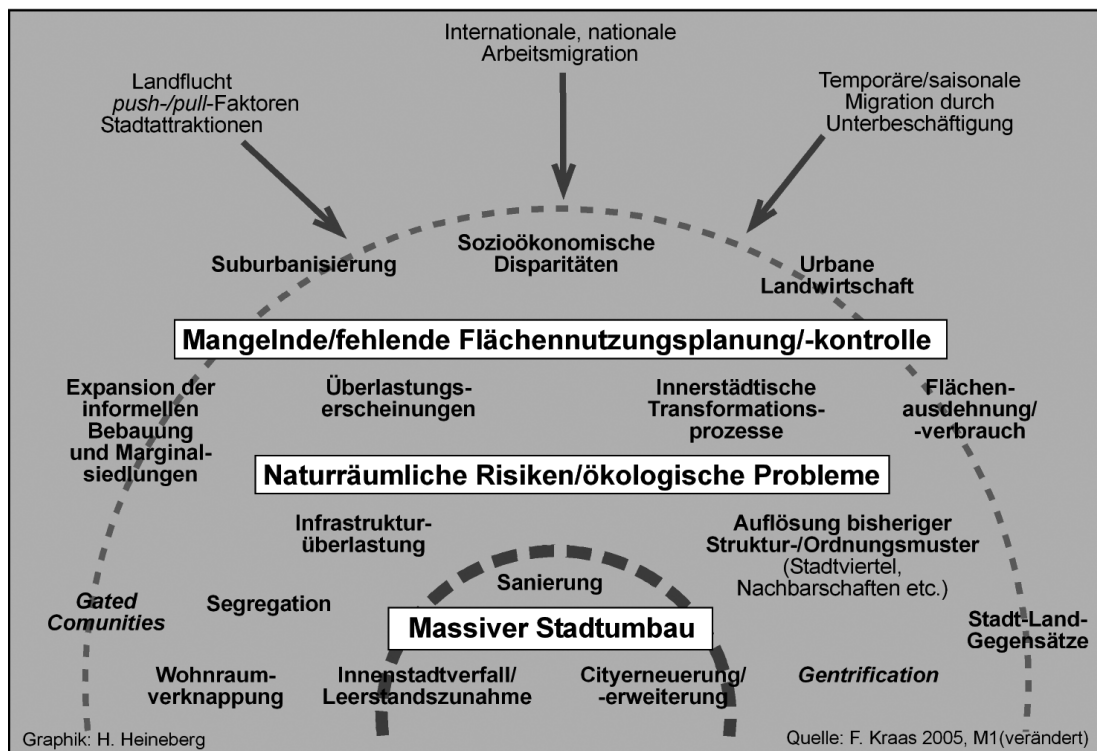 Internationale, nationale
Arbeitsmigration
Landflucht
push-/pull-Faktoren
Stadtattraktionen
Temporäre/saisonale
Migration durch
Unterbeschäftigung
Suburbanisierung
Sozioökonomische
Disparitäten
Urbane
Landwirtschaft
Mangelnde/fehlende Flächennutzungsplanung/-kontrolle
Expansion der
informellen
Bebauung
und Marginal-
siedlungen
Überlastungs-
erscheinungen
Innerstädtische
Transformations-
prozesse
Flächen-
ausdehnung/
-verbrauch
Naturräumliche Risiken/ökologische Probleme
Infrastruktur-
überlastung
Auflösung bisheriger
Struktur-/Ordnungsmuster
(Stadtviertel,
Nachbarschaften etc.)
Sanierung
Gated
Comunities
Segregation
Massiver Stadtumbau
Stadt-Land-
Gegensätze
Wohnraum-
verknappung
Innenstadtverfall/
Leerstandszunahme
Cityerneuerung/
-erweiterung
Gentrification
Graphik: H. Heineberg
Quelle: F. Kraas 2005, M1(verändert)